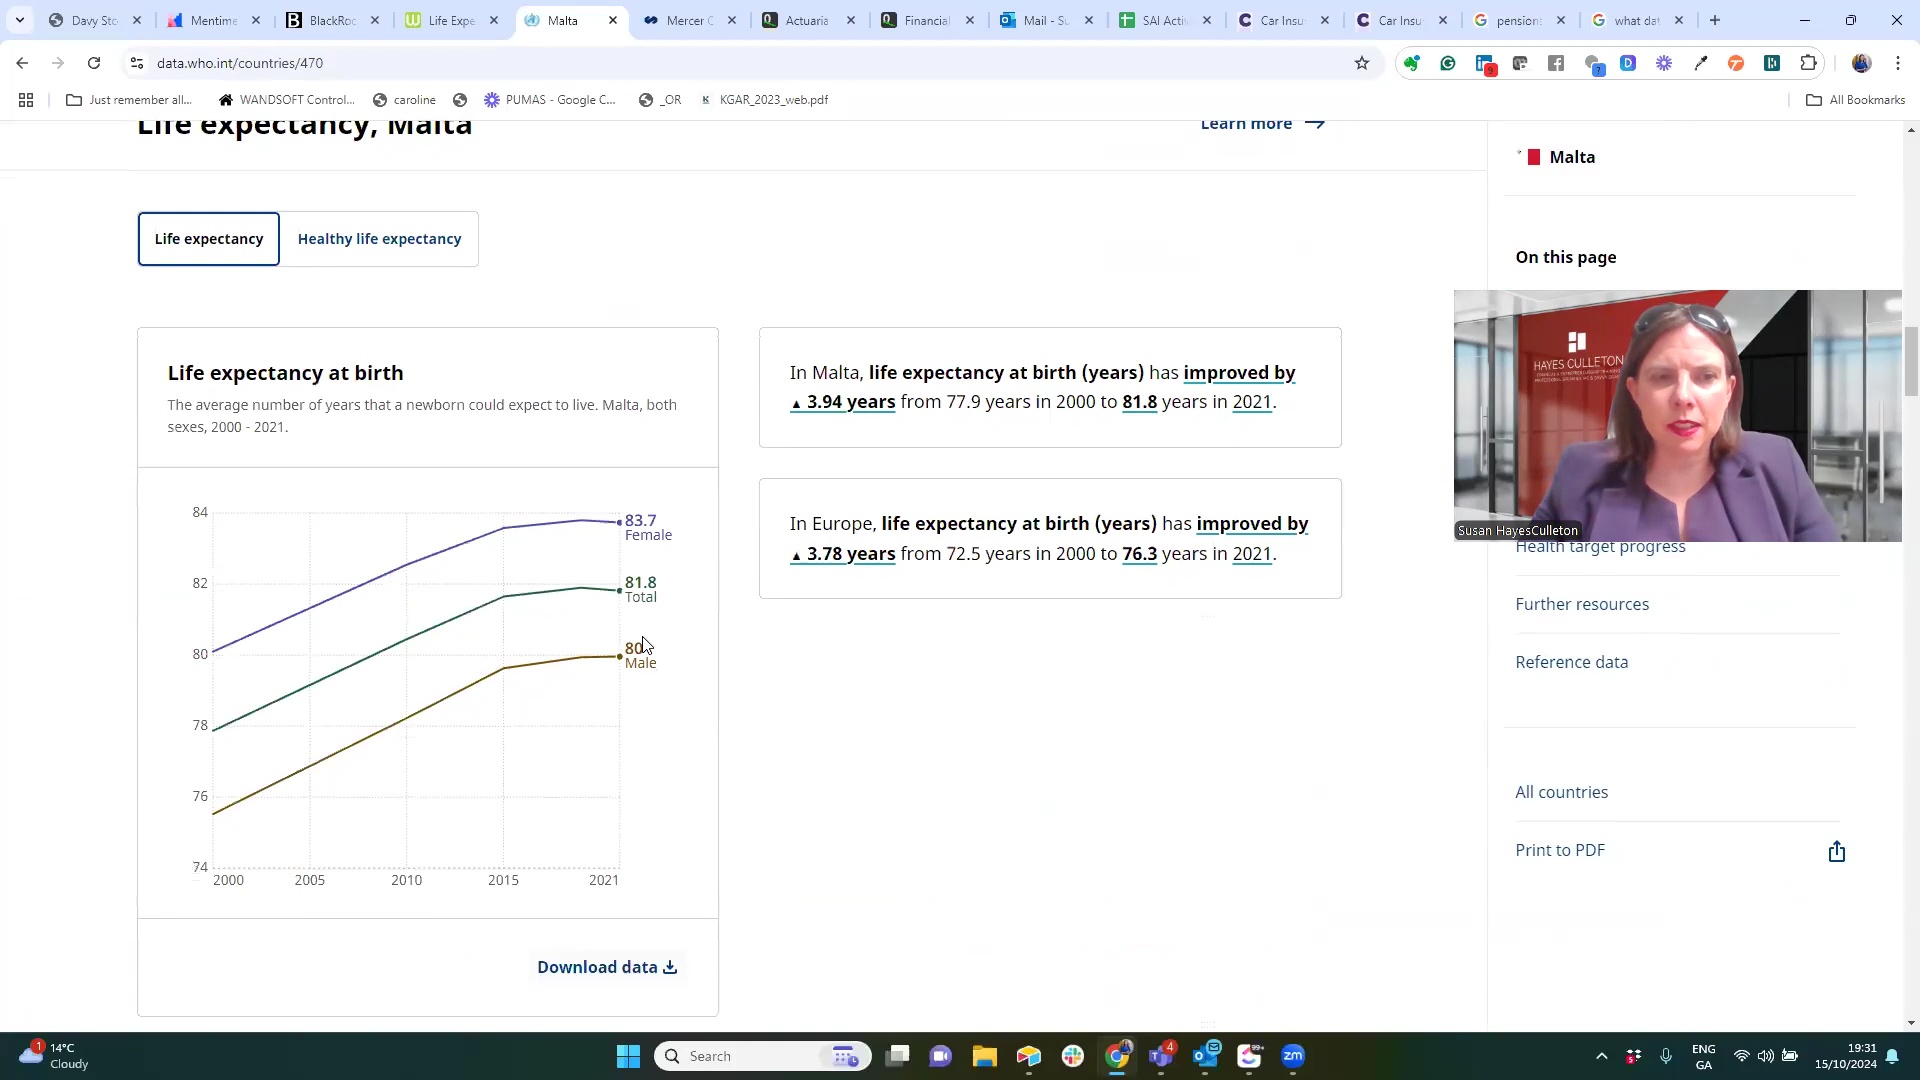 Davy Sto
Mentime
BlackRoc
Life Expe
Malta
Mercer C
Actuaria
Financial
Mail - Su
SAI Activ
Car Insu
Car Insu
pension
what dat
data.who.int/countries/470
9
?
Just remember all...
WANDSOFT Control...
caroline
PUMAS - Google C...
_OR
KGAR_2023_web.pdf
All Bookmarks
Life expectancy, Malta
Learn more
Malta
Life expectancy
Healthy life expectancy
On this page
Life expectancy at birth
The average number of years that a newborn could expect to live. Malta, both
sexes, 2000 - 2021.
In Malta, life expectancy at birth (years) has improved by
▲ 3.94 years from 77.9 years in 2000 to 81.8 years in 2021.
In Europe, life expectancy at birth (years) has improved by
▲ 3.78 years from 72.5 years in 2000 to 76.3 years in 2021.
84
82
80
78
76
74
83.7
Female
81.8
Total
80
Male
2000
2005
2010
2015
2021
Download data
HAYES CULLETON
Susan HayesCulleton
Health target progress
Further resources
Reference data
All countries
Print to PDF
1
14°C
Cloudy
Search
4
99+
zm
ENG
GA
19:31
15/10/2024